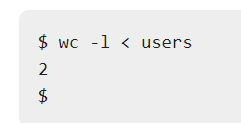 $ wc -l < users
2
$